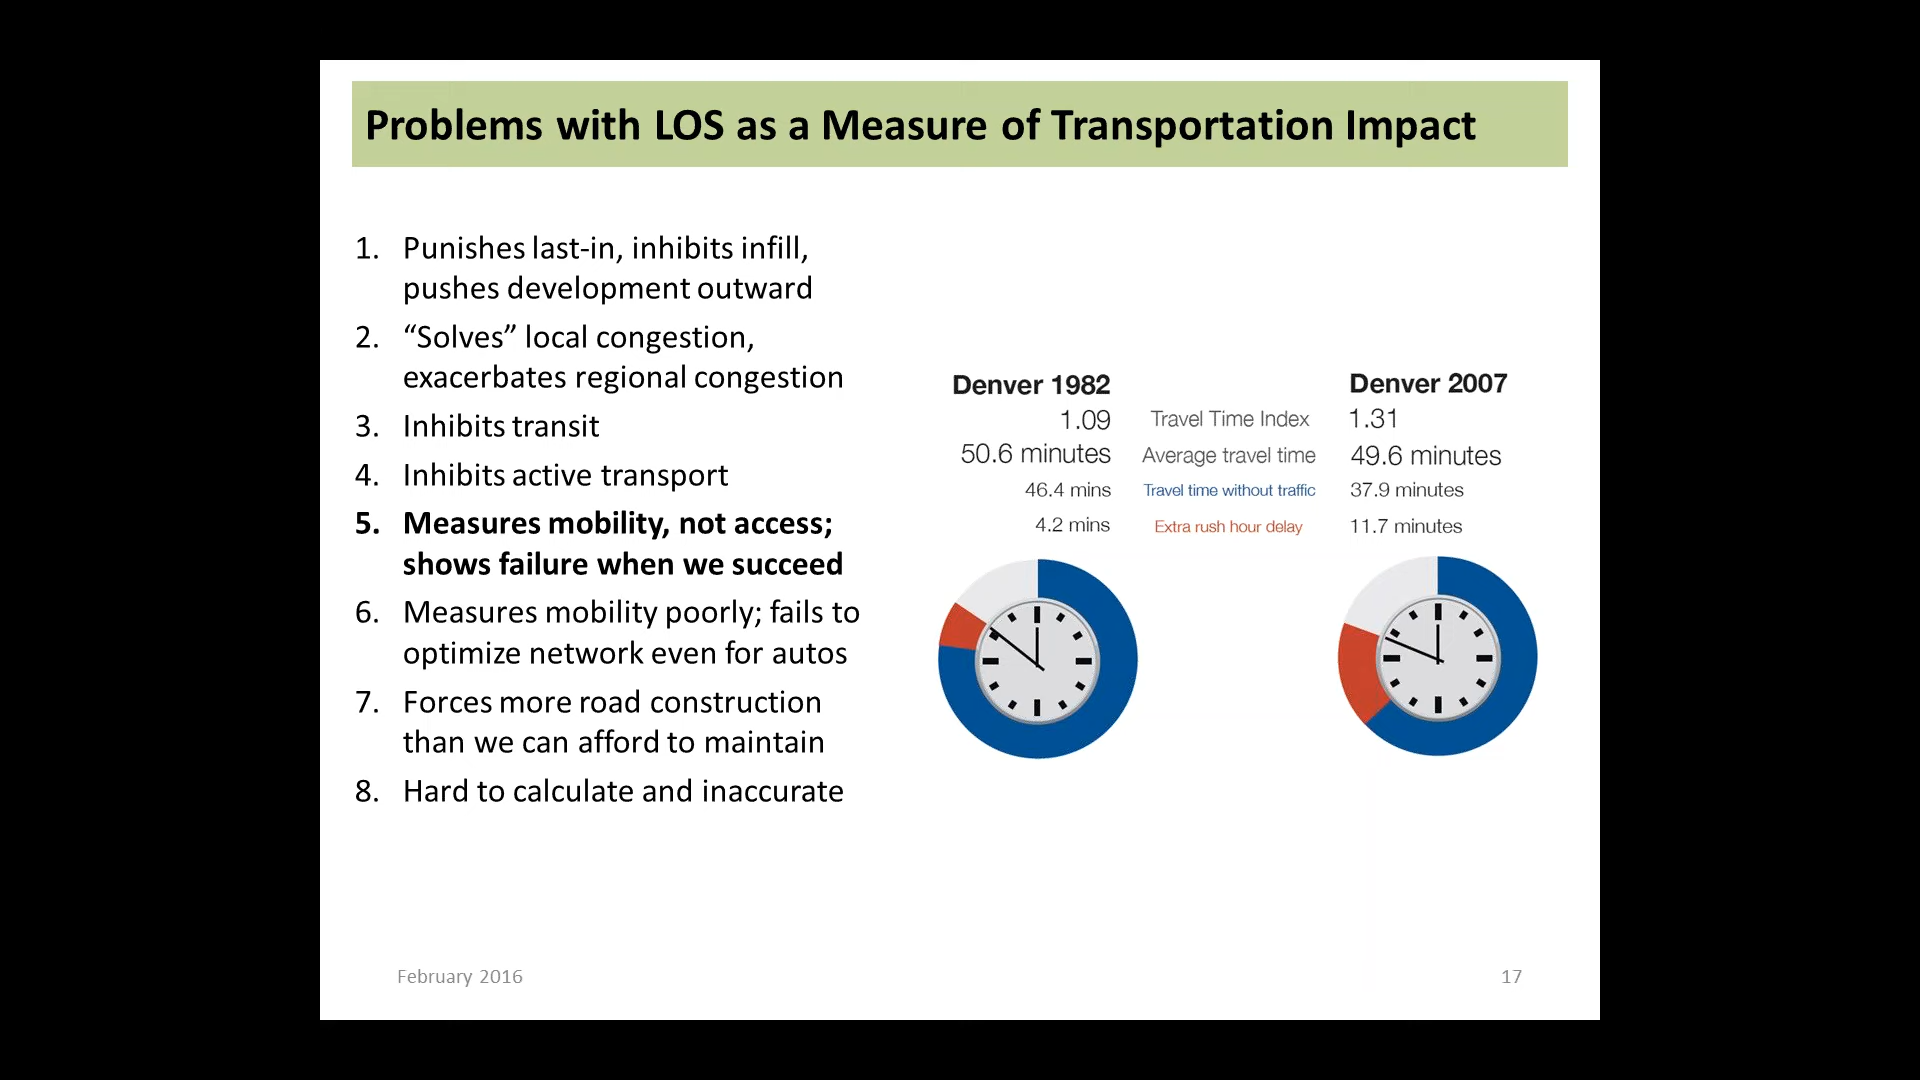 Problems with LOS as a Measure of Transportation Impact
1. Punishes last-in, inhibits infill,
pushes development outward
2. “Solves” local congestion,
exacerbates regional congestion
3. Inhibits transit
4. Inhibits active transport
5. Measures mobility, not access;
shows failure when we succeed
6. Measures mobility poorly; fails to
optimize network even for autos
7. Forces more road construction
than we can afford to maintain
8. Hard to calculate and inaccurate
Denver 1982 Denver 2007
1.09 Travel Time Index 1.31
50.6 minutes Average travel time 49.6 minutes
46.4 mins Travel time without traffic 37.9 minutes
4.2 mins Extra rush hour delay 11.7 minutes
February 2016 17